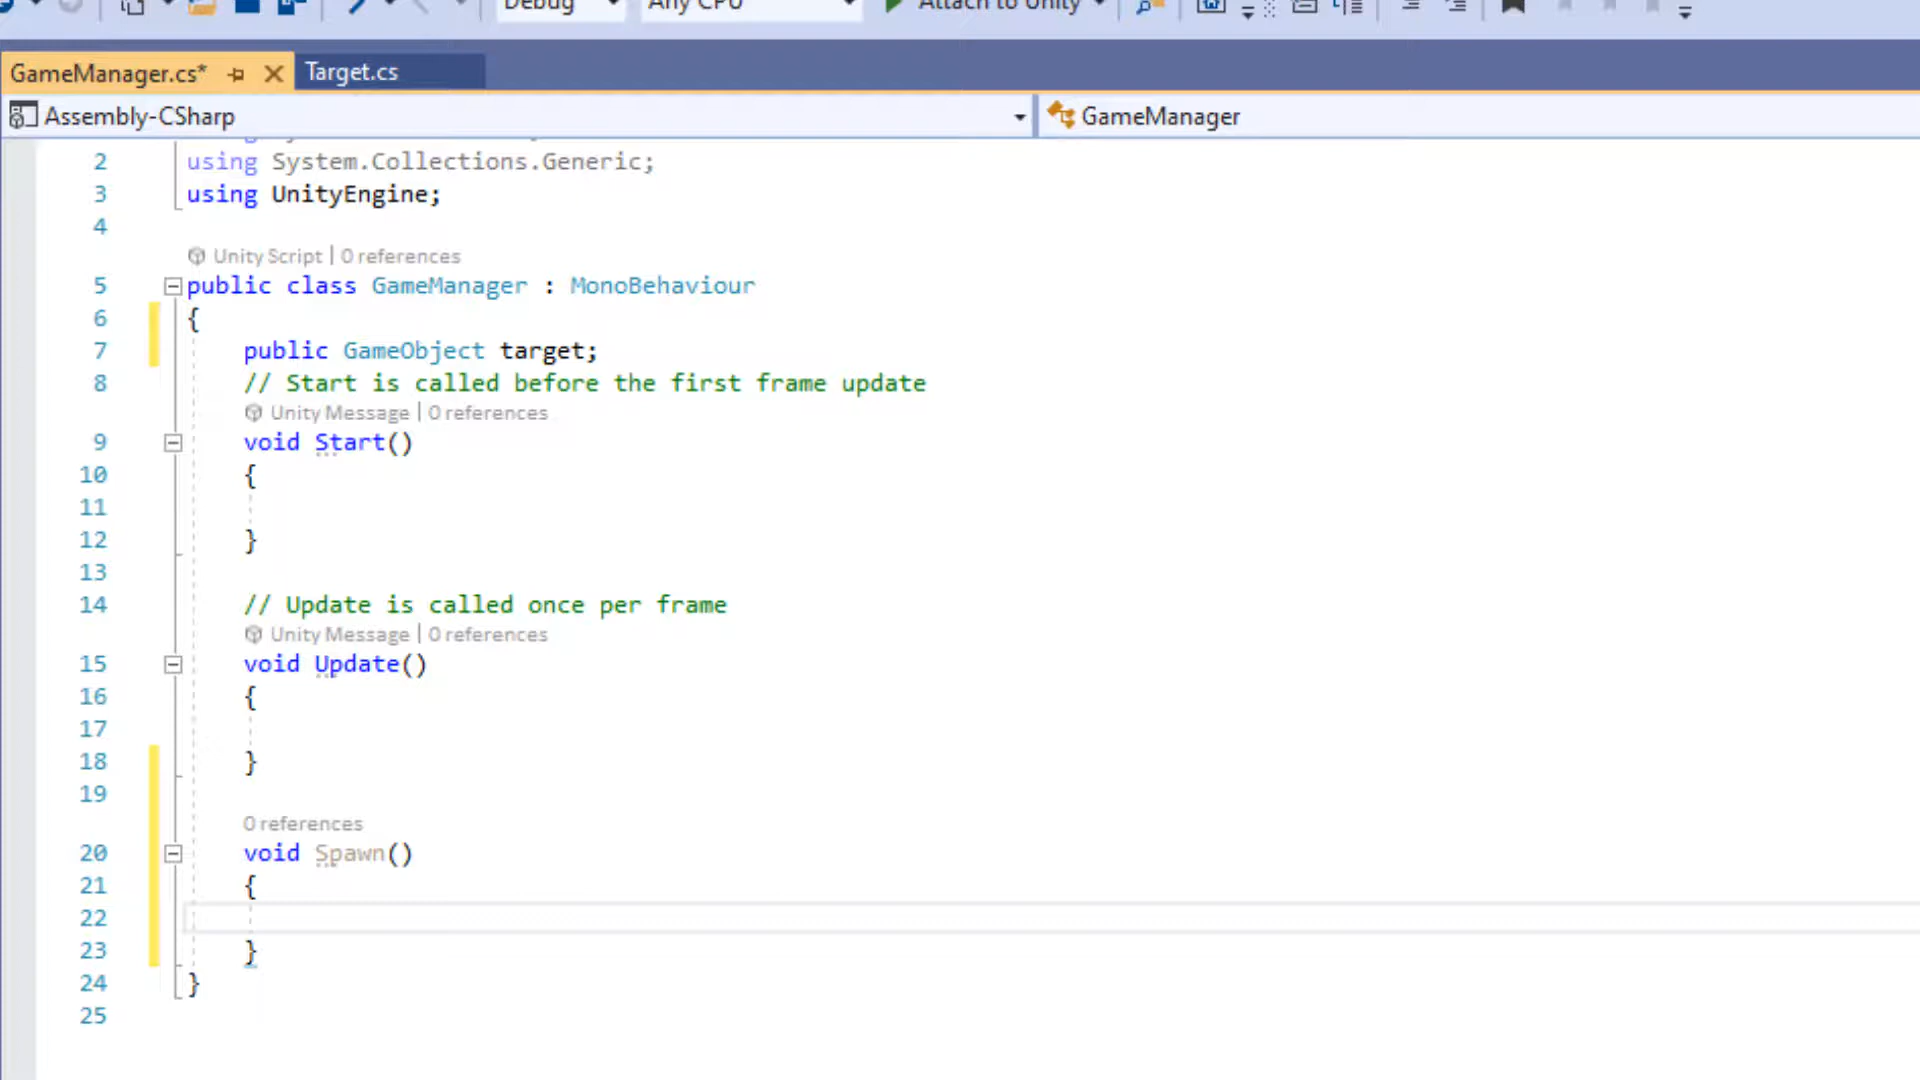 Debug Any CPU Attach to Unity
GameManager.cs* Target.cs
Assembly-CSharp GameManager
2 using System.Collections.Generic;
3 using UnityEngine;
4
Unity Script | 0 references
5 public class GameManager : MonoBehaviour
6 {
7 public GameObject target;
8 // Start is called before the first frame update
Unity Message | 0 references
9 void Start()
10 {
11
12 }
13
14 // Update is called once per frame
Unity Message | 0 references
15 void Update()
16 {
17
18 }
19
0 references
20 void Spawn()
21 {
22
23 }
24 }
25